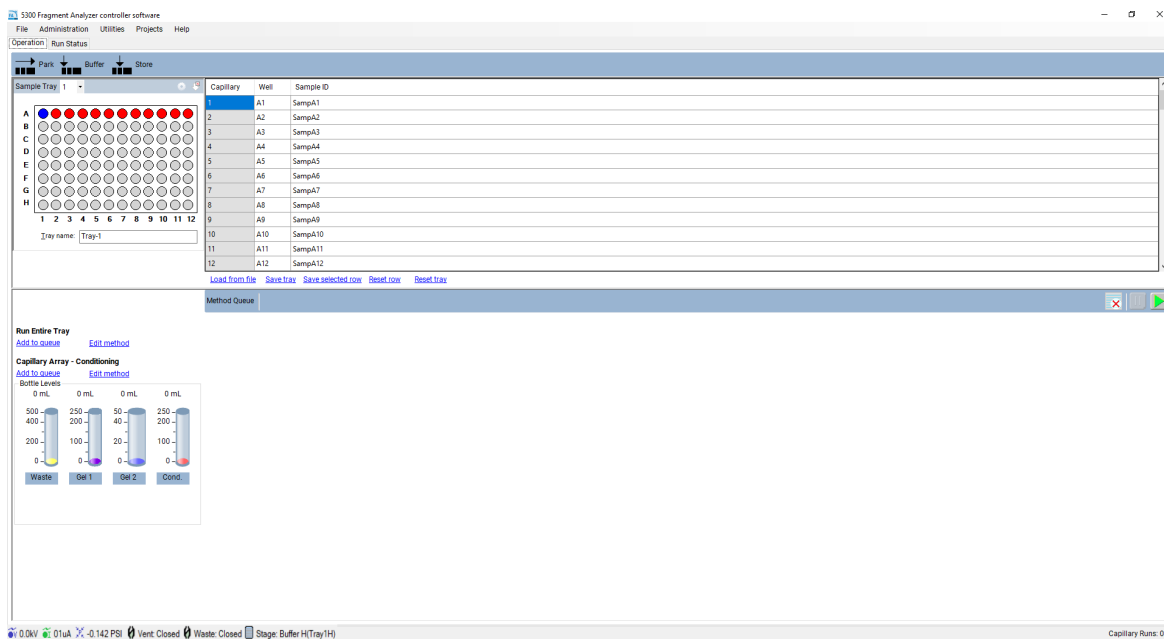 5300 Fragment Analyzer controller software
File Administration Utilities Projects Help
Operation Run Status
Park Buffer Store
Sample Tray 1
Capillary Well Sample ID
1 A1 SampA1
2 A2 SampA2
3 A3 SampA3
4 A4 SampA4
5 A5 SampA5
6 A6 SampA6
7 A7 SampA7
8 A8 SampA8
9 A9 SampA9
10 A10 SampA10
11 A11 SampA11
12 A12 SampA12
A
B
C
D
E
F
G
H
1 2 3 4 5 6 7 8 9 10 11 12
Tray name: Tray-1
Load from file Save tray Save selected row Reset row Reset tray
Method Queue
Run Entire Tray
Add to queue Edit method
Capillary Array - Conditioning
Add to queue Edit method
Bottle Levels
0 mL 0 mL 0 mL 0 mL
500 250 50 250
400 200 40 200
200 100 20 100
0 0 0 0
Waste Gel 1 Gel 2 Cond.
0.0kV 01uA -0.142 PSI Vent: Closed Waste: Closed Stage: Buffer H(Tray1H) Capillary Runs: 0